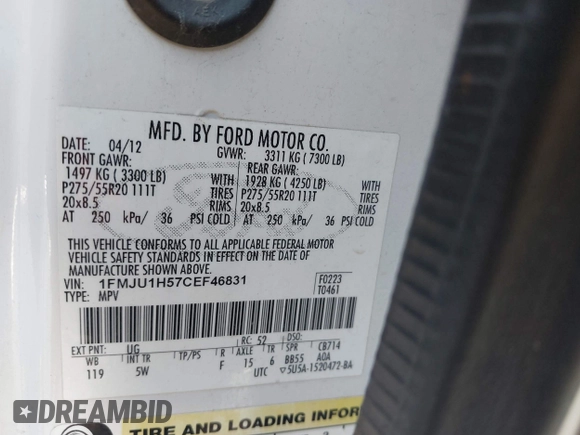 MFD. BY FORD MOTOR CO.
DATE: 04/12 GVWR: 3311 KG ( 7300 LB)
FRONT GAWR: REAR GAWR:
1497 KG ( 3300 LB) WITH 1928 KG ( 4250 LB) WITH
P275/55R20 111T TIRES P275/55R20 111T TIRES
20x8.5 RIMS 20x8.5 RIMS
AT 250 kPa/ 36 PSI COLD AT 250 kPa/ 36 PSI COLD
THIS VEHICLE CONFORMS TO ALL APPLICABLE FEDERAL MOTOR
VEHICLE SAFETY STANDARDS IN EFFECT ON THE DATE OF
MANUFACTURE SHOWN ABOVE.
VIN: 1FMJU1H57CEF46831 F0223
TYPE: MPV T0461
EXT PNT: UG RC: 52 CB714
WB INT TR TP/PS R AXLE TR SPR A0A
119 5W F 15 6 BB55
UTC ▽5U5A-1520472-BA
TIRE AND LOADING INFOR
DREAMBID